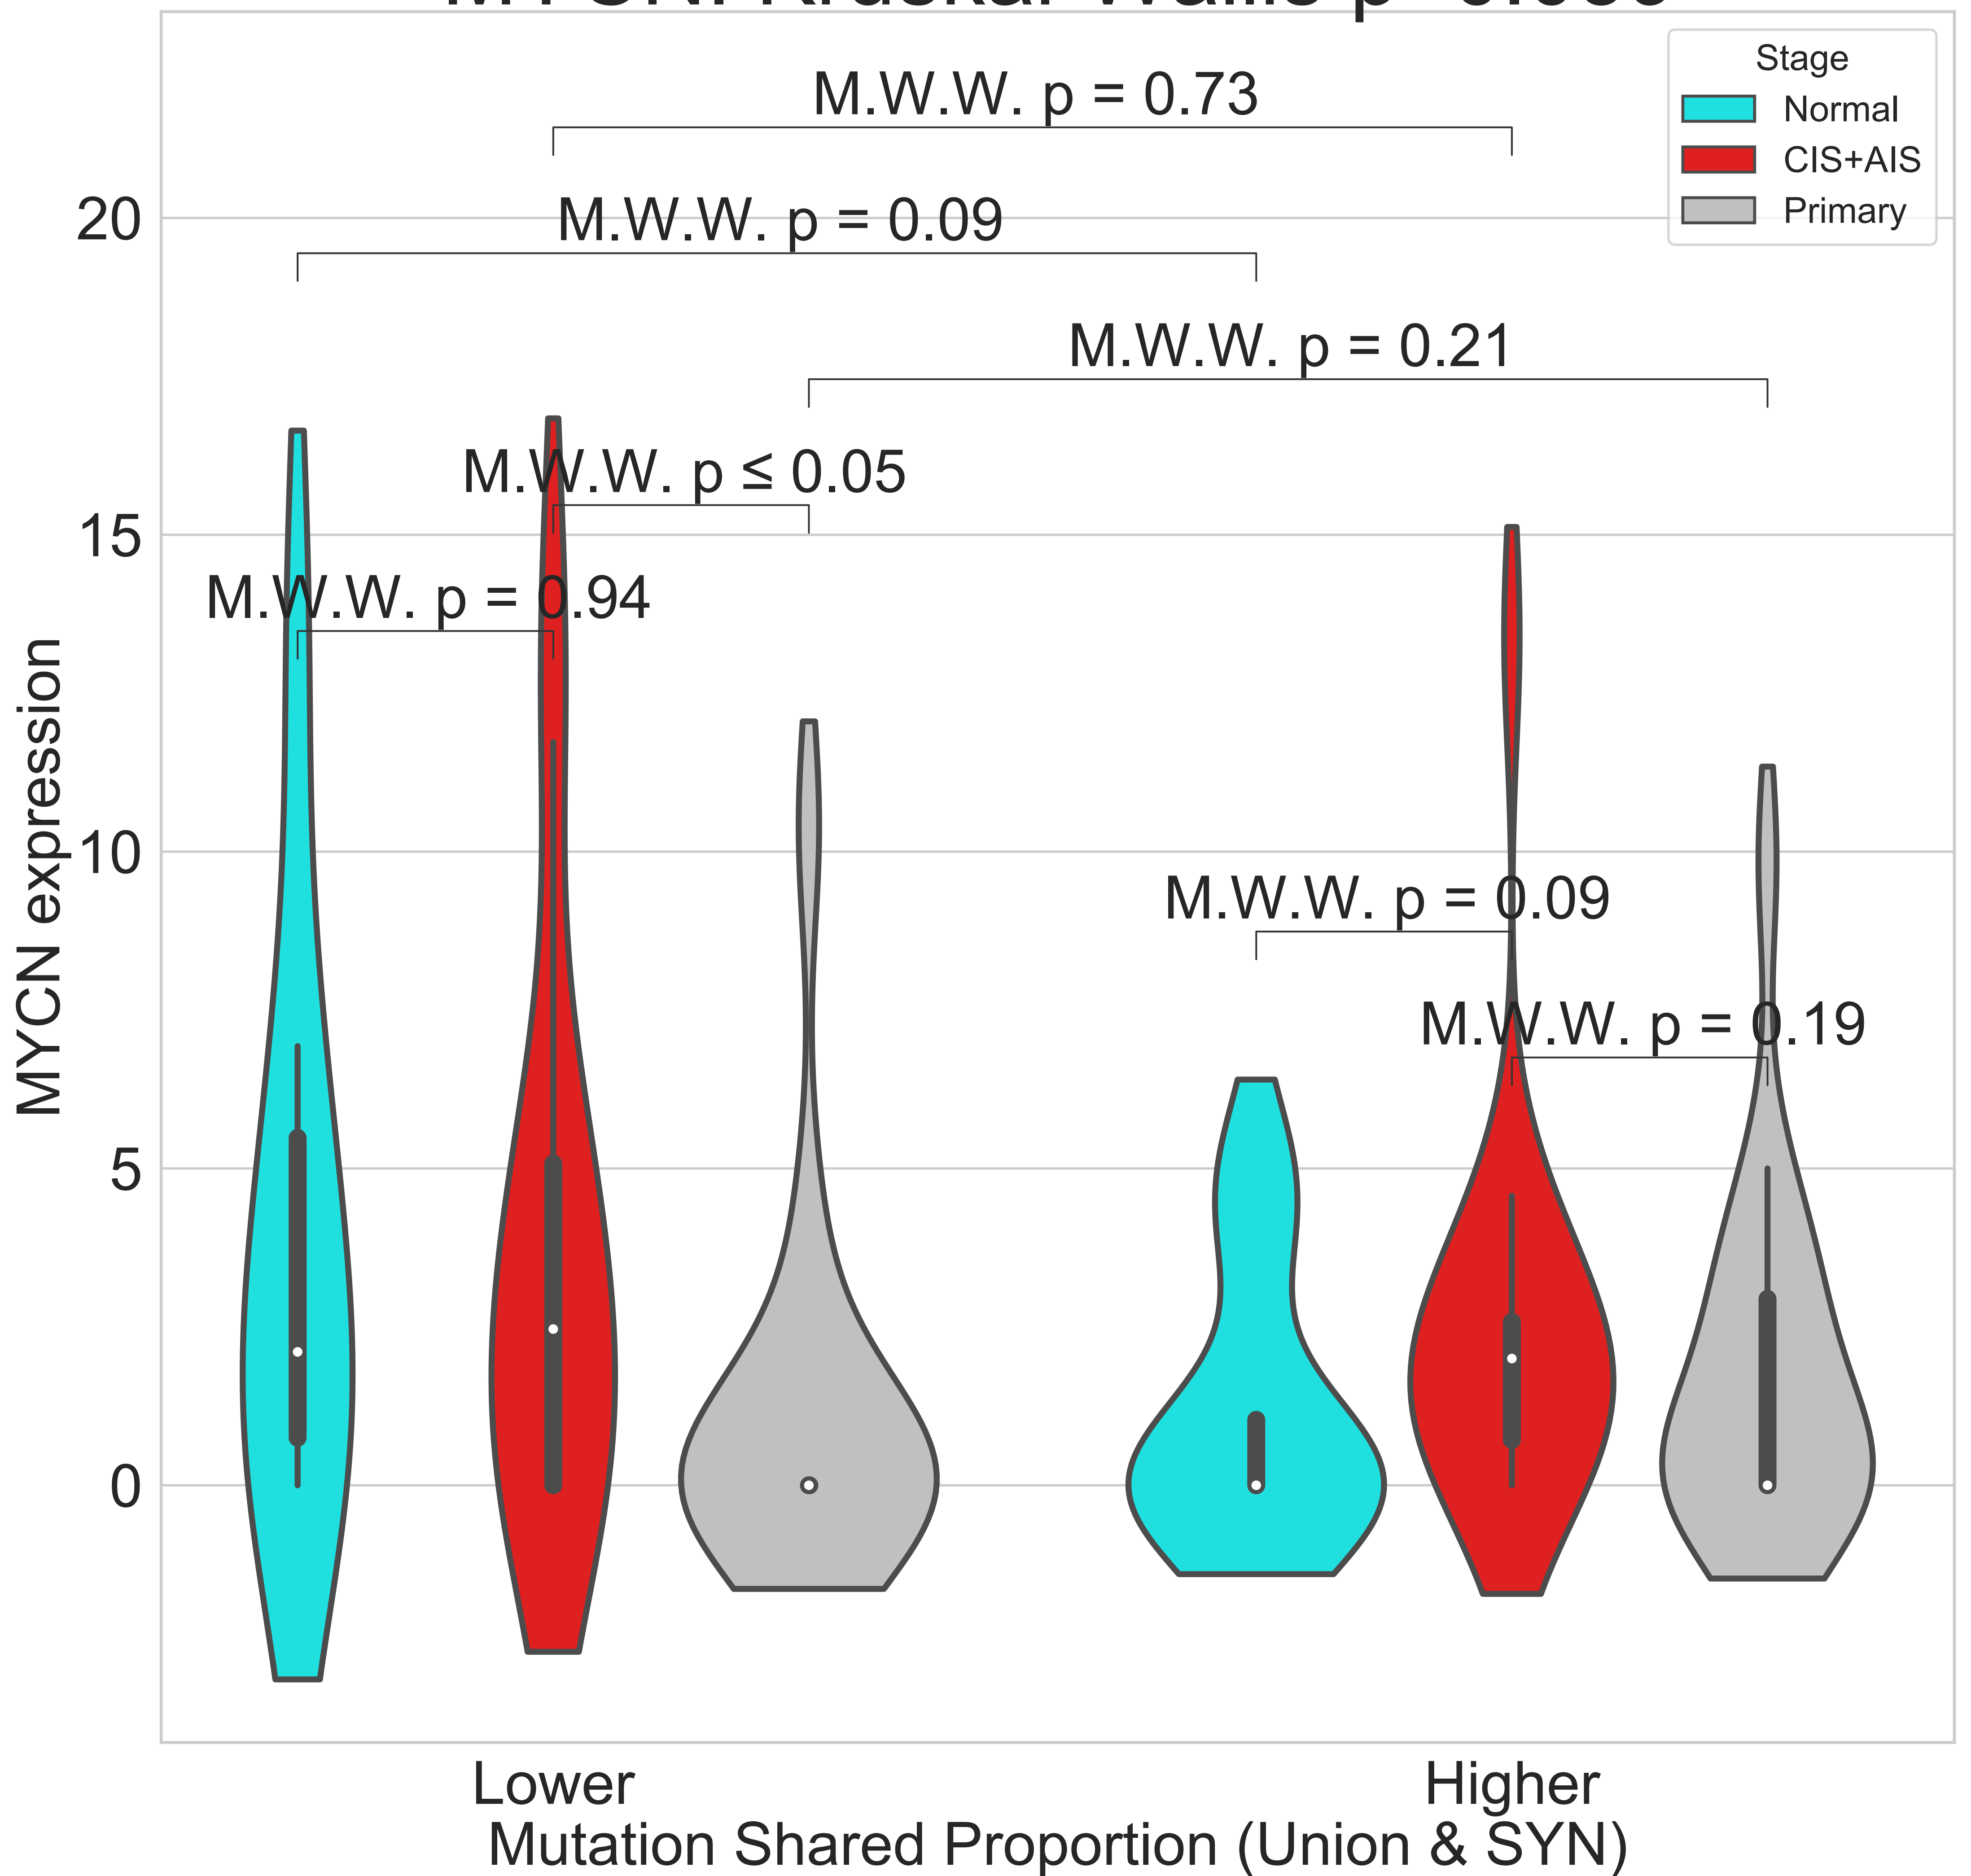 Stage
Normal
CIS+AIS
Primary
M.W.W. p = 0.73
M.W.W. p = 0.09
M.W.W. p = 0.21
M.W.W. p ≤ 0.05
M.W.W. p = 0.94
M.W.W. p = 0.09
M.W.W. p = 0.19
20
15
10
5
0
MYCN expression
Lower
Higher
Mutation Shared Proportion (Union & SYN)